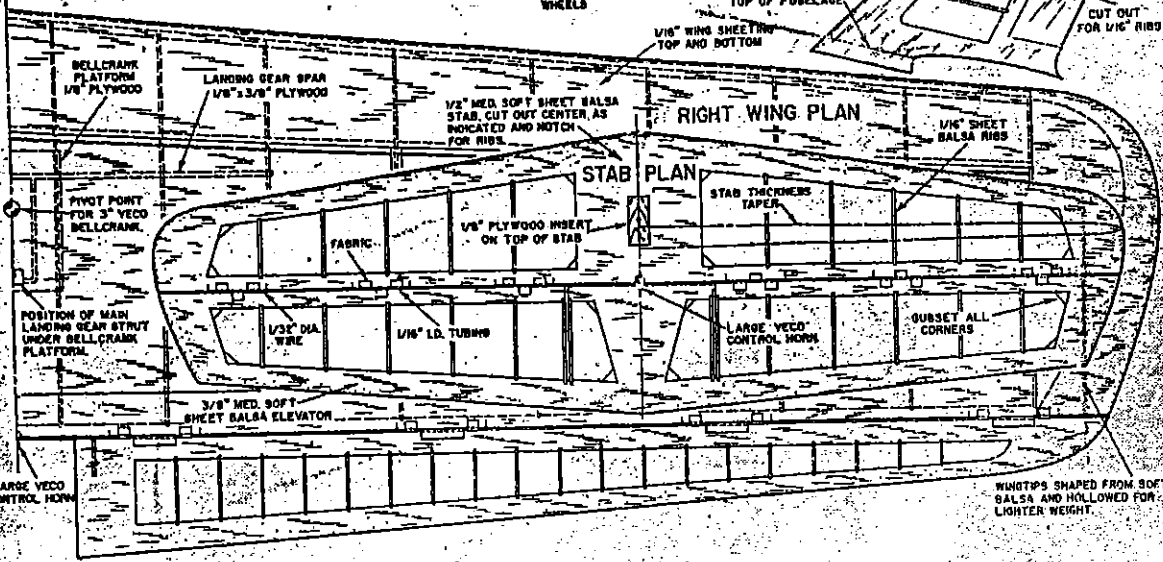 WHEELS
TOP OF FUSELAGE
CUT OUT
FOR 1/16" RIBS
1/16" WING SHEETING
TOP AND BOTTOM
BELLCRANK
PLATFORM
1/8" PLYWOOD
LANDING GEAR SPAR
1/8" x 3/8" PLYWOOD
1/2" MED. SOFT SHEET BALSA
STAB. CUT OUT CENTER AS
INDICATED AND NOTCH
FOR RIBS.
RIGHT WING PLAN
1/16" SHEET
BALSA RIBS
STAB PLAN
STAB THICKNESS
TAPER
PIVOT POINT
FOR 3" VECO
BELLCRANK.
1/8" PLYWOOD INSERT
ON TOP OF STAB
FABRIC
POSITION OF MAIN
LANDING GEAR STRUT
UNDER BELLCRANK
PLATFORM.
1/32" DIA.
WIRE
1/16" I.D. TUBING
LARGE VECO
CONTROL HORN
GUSSET ALL
CORNERS
3/8" MED. SOFT
SHEET BALSA ELEVATOR
LARGE VECO
CONTROL HORN
WINGTIPS SHAPED FROM SOFT
BALSA AND HOLLOWED FOR
LIGHTER WEIGHT.